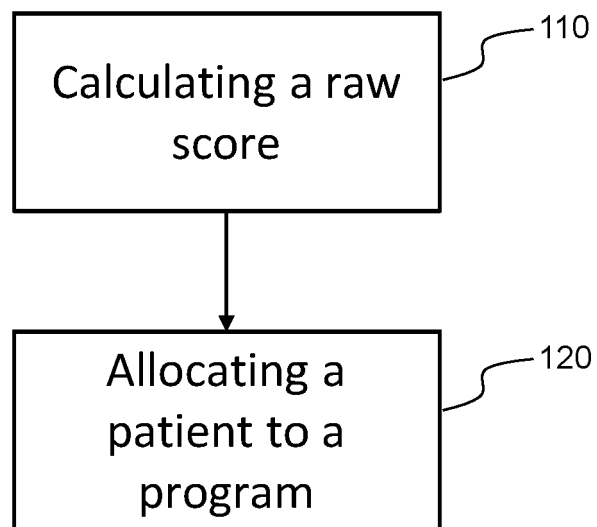 110
Calculating a raw
score
120
Allocating a
patient to a
program